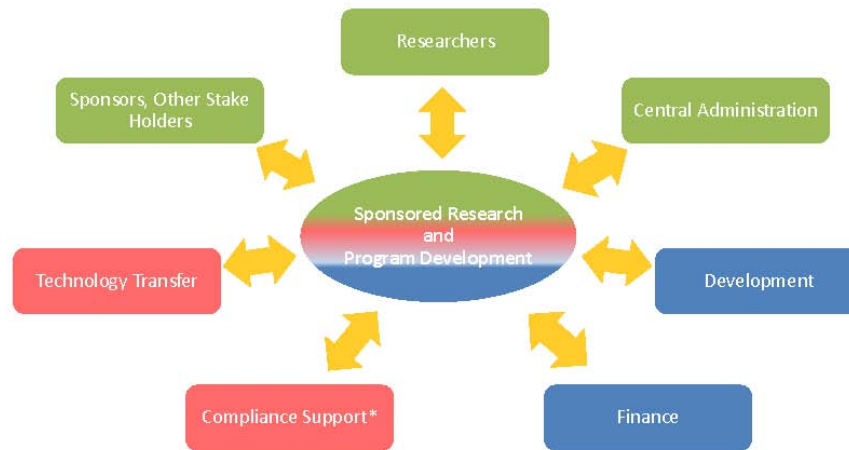 Researchers
Sponsors, Other Stake
Holders
Central Administration
Sponsored Research
and
Program Development
Technology Transfer
Development
Compliance Support*
Finance